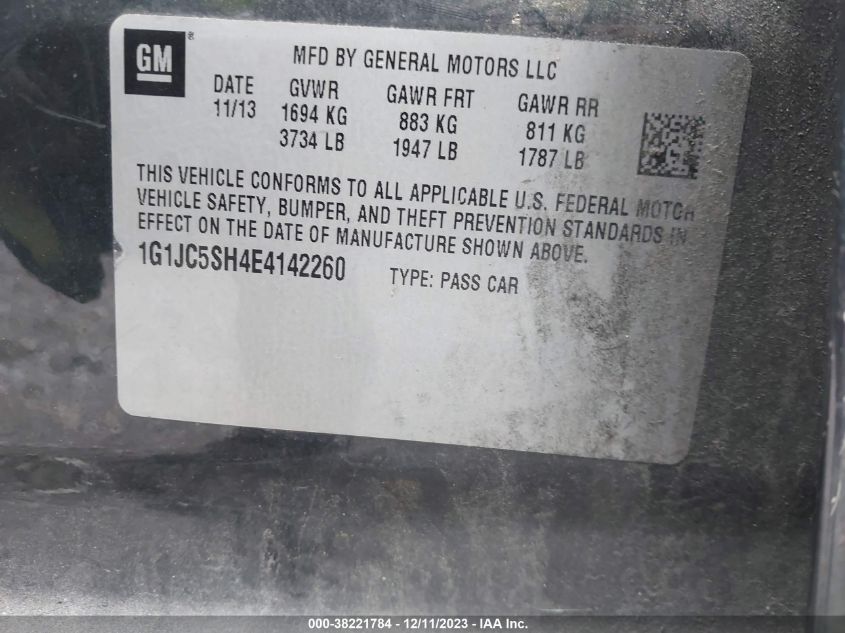 GM ®
MFD BY GENERAL MOTORS LLC
DATE GVWR GAWR FRT GAWR RR
11/13 1694 KG 883 KG 811 KG
3734 LB 1947 LB 1787 LB
THIS VEHICLE CONFORMS TO ALL APPLICABLE U.S. FEDERAL MOTOR
VEHICLE SAFETY, BUMPER, AND THEFT PREVENTION STANDARDS IN
EFFECT ON THE DATE OF MANUFACTURE SHOWN ABOVE.
1G1JC5SH4E4142260 TYPE: PASS CAR
000-38221784 - 12/11/2023 - IAA Inc.